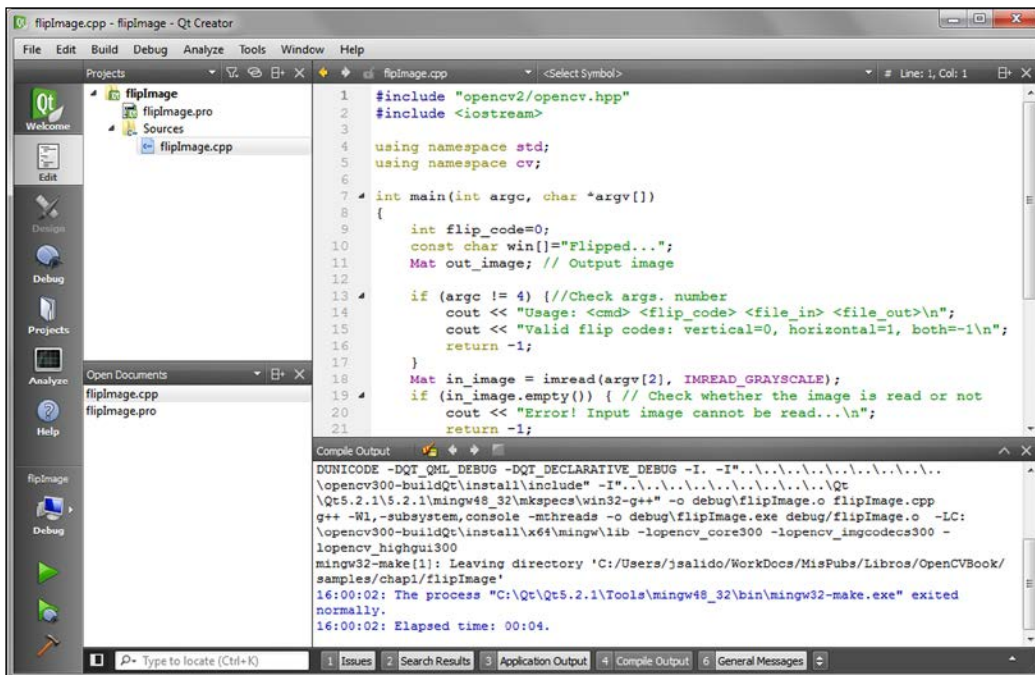 flipImage.cpp - flipImage - Qt Creator
File Edit Build Debug Analyze Tools Window Help
Projects
flipImage
flipImage.pro
Sources
flipImage.cpp
Qt
Welcome
Edit
Design
Debug
Projects
Analyze
Help
flipImage
Debug
Open Documents
flipImage.cpp
flipImage.pro
flipImage.cpp <Select Symbol> # Line: 1, Col: 1
1 #include "opencv2/opencv.hpp"
2 #include <iostream>
3
4 using namespace std;
5 using namespace cv;
6
7 int main(int argc, char *argv[])
8 {
9 int flip_code=0;
10 const char win[]="Flipped...";
11 Mat out_image; // Output image
12
13 if (argc != 4) {//Check args. number
14 cout << "Usage: <cmd> <flip_code> <file_in> <file_out>\n";
15 cout << "Valid flip codes: vertical=0, horizontal=1, both=-1\n";
16 return -1;
17 }
18 Mat in_image = imread(argv[2], IMREAD_GRAYSCALE);
19 if (in_image.empty()) { // Check whether the image is read or not
20 cout << "Error! Input image cannot be read...\n";
21 return -1;
Compile Output
DUNICODE -DQT_QML_DEBUG -DQT_DECLARATIVE_DEBUG -I. -I"..\..\..\..\..\..\..\..\..
\opencv300-buildQt\install\include" -I"..\..\..\..\..\..\..\..\Qt
\Qt5.2.1\5.2.1\mingw48_32\mkspecs\win32-g++" -o debug\flipImage.o flipImage.cpp
g++ -Wl,-subsystem,console -mthreads -o debug\flipImage.exe debug/flipImage.o -LC:
\opencv300-buildQt\install\x64\mingw\lib -lopencv_core300 -lopencv_imgcodecs300 -
lopencv_highgui300
mingw32-make[1]: Leaving directory 'C:/Users/jsalido/WorkDocs/MisPubs/Libros/OpenCVBook/
samples/chap1/flipImage'
16:00:02: The process "C:\Qt\Qt5.2.1\Tools\mingw48_32\bin\mingw32-make.exe" exited
normally.
16:00:02: Elapsed time: 00:04.
Type to locate (Ctrl+K) 1 Issues 2 Search Results 3 Application Output 4 Compile Output 6 General Messages